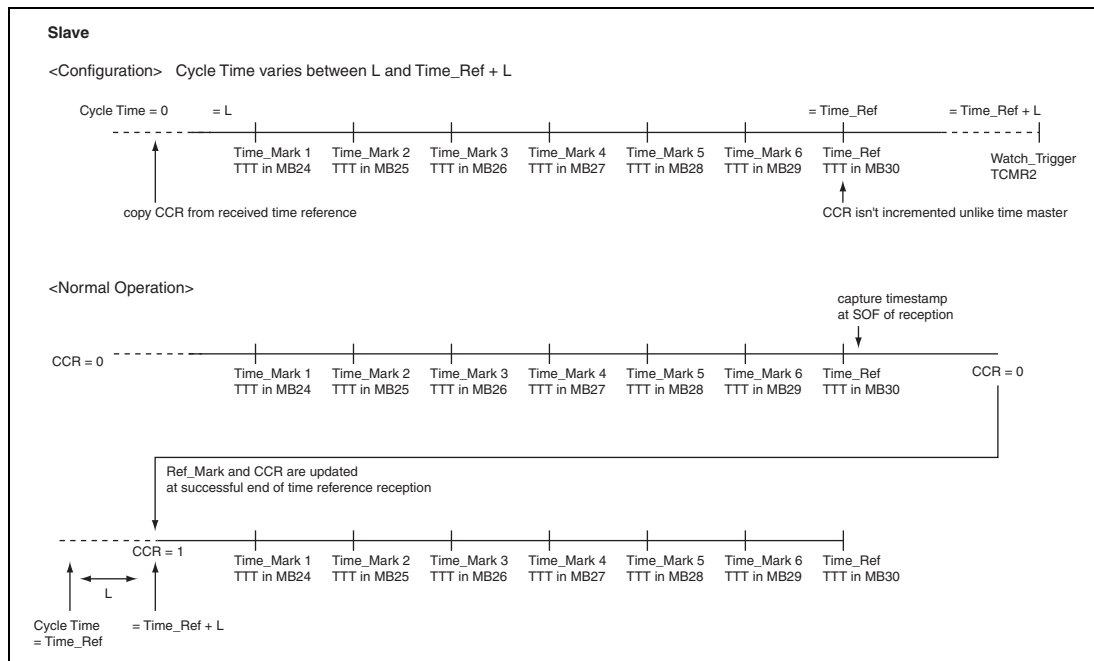 Slave
<Configuration> Cycle Time varies between L and Time_Ref + L
Cycle Time = 0 = L = Time_Ref = Time_Ref + L
Time_Mark 1 Time_Mark 2 Time_Mark 3 Time_Mark 4 Time_Mark 5 Time_Mark 6 Time_Ref
TTT in MB24 TTT in MB25 TTT in MB26 TTT in MB27 TTT in MB28 TTT in MB29 TTT in MB30
Watch_Trigger
TCMR2
copy CCR from received time reference
CCR isn't incremented unlike time master
<Normal Operation>
capture timestamp
at SOF of reception
CCR = 0
Time_Mark 1 Time_Mark 2 Time_Mark 3 Time_Mark 4 Time_Mark 5 Time_Mark 6 Time_Ref
TTT in MB24 TTT in MB25 TTT in MB26 TTT in MB27 TTT in MB28 TTT in MB29 TTT in MB30
CCR = 0
Ref_Mark and CCR are updated
at successful end of time reference reception
CCR = 1
Time_Mark 1 Time_Mark 2 Time_Mark 3 Time_Mark 4 Time_Mark 5 Time_Mark 6 Time_Ref
TTT in MB24 TTT in MB25 TTT in MB26 TTT in MB27 TTT in MB28 TTT in MB29 TTT in MB30
L
Cycle Time
= Time_Ref
= Time_Ref + L